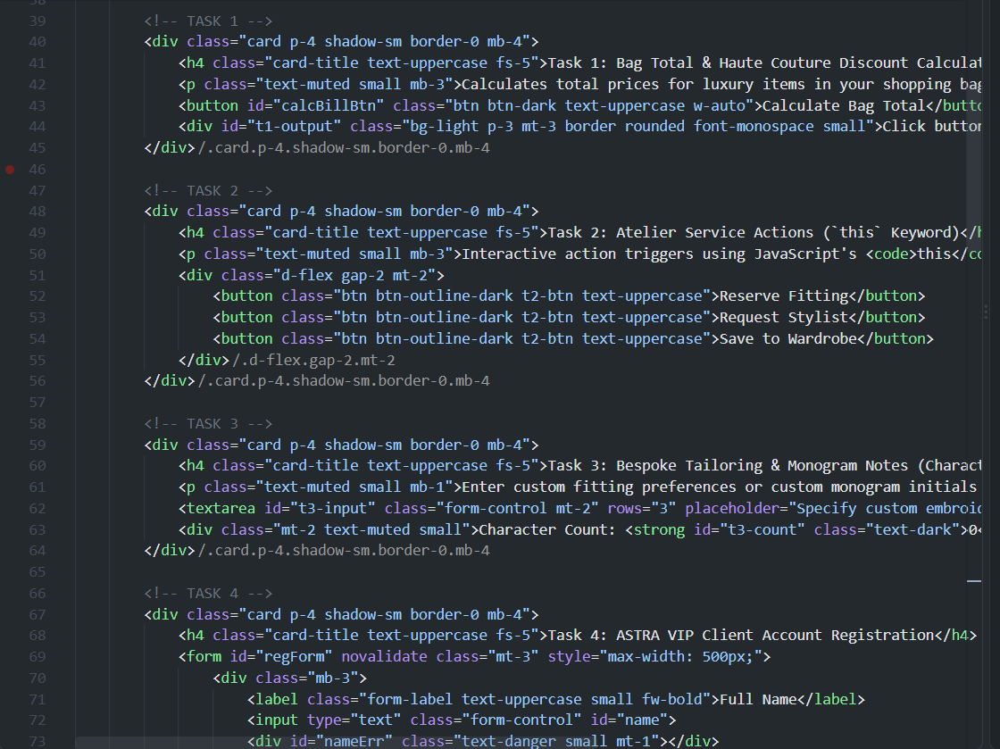 38
39 <!-- TASK 1 -->
40 <div class="card p-4 shadow-sm border-0 mb-4">
41 <h4 class="card-title text-uppercase fs-5">Task 1: Bag Total & Haute Couture Discount Calculat
42 <p class="text-muted small mb-3">Calculates total prices for luxury items in your shopping bag
43 <button id="calcBillBtn" class="btn btn-dark text-uppercase w-auto">Calculate Bag Total</butto
44 <div id="t1-output" class="bg-light p-3 mt-3 border rounded font-monospace small">Click button
45 </div>/.card.p-4.shadow-sm.border-0.mb-4
46
47 <!-- TASK 2 -->
48 <div class="card p-4 shadow-sm border-0 mb-4">
49 <h4 class="card-title text-uppercase fs-5">Task 2: Atelier Service Actions (`this` Keyword)</h
50 <p class="text-muted small mb-3">Interactive action triggers using JavaScript's <code>this</co
51 <div class="d-flex gap-2 mt-2">
52 <button class="btn btn-outline-dark t2-btn text-uppercase">Reserve Fitting</button>
53 <button class="btn btn-outline-dark t2-btn text-uppercase">Request Stylist</button>
54 <button class="btn btn-outline-dark t2-btn text-uppercase">Save to Wardrobe</button>
55 </div>/.d-flex.gap-2.mt-2
56 </div>/.card.p-4.shadow-sm.border-0.mb-4
57
58 <!-- TASK 3 -->
59 <div class="card p-4 shadow-sm border-0 mb-4">
60 <h4 class="card-title text-uppercase fs-5">Task 3: Bespoke Tailoring & Monogram Notes (Charact
61 <p class="text-muted small mb-1">Enter custom fitting preferences or custom monogram initials
62 <textarea id="t3-input" class="form-control mt-2" rows="3" placeholder="Specify custom embroid
63 <div class="mt-2 text-muted small">Character Count: <strong id="t3-count" class="text-dark">0<
64 </div>/.card.p-4.shadow-sm.border-0.mb-4
65
66 <!-- TASK 4 -->
67 <div class="card p-4 shadow-sm border-0 mb-4">
68 <h4 class="card-title text-uppercase fs-5">Task 4: ASTRA VIP Client Account Registration</h4>
69 <form id="regForm" novalidate class="mt-3" style="max-width: 500px;">
70 <div class="mb-3">
71 <label class="form-label text-uppercase small fw-bold">Full Name</label>
72 <input type="text" class="form-control" id="name">
73 <div id="nameErr" class="text-danger small mt-1"></div>